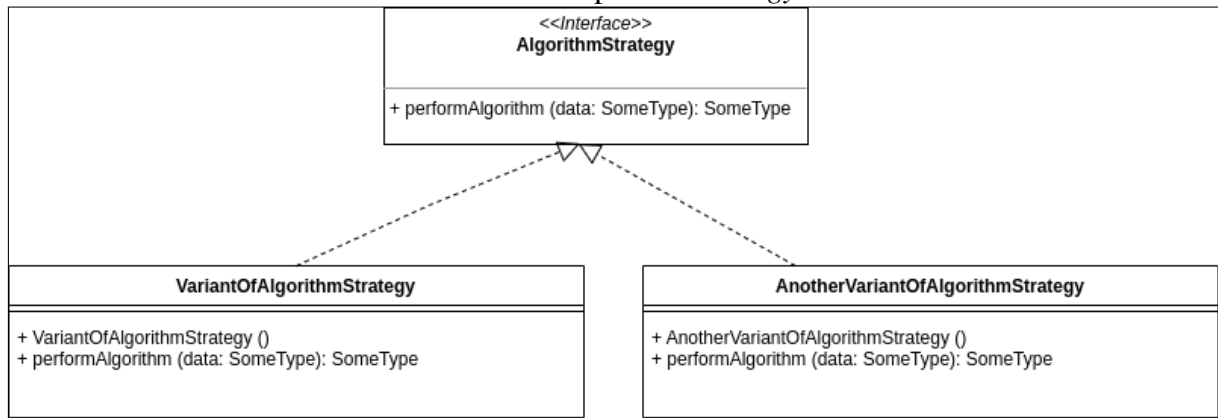 <<Interface>>
AlgorithmStrategy
+ performAlgorithm (data: SomeType): SomeType
VariantOfAlgorithmStrategy
+ VariantOfAlgorithmStrategy ()
+ performAlgorithm (data: SomeType): SomeType
AnotherVariantOfAlgorithmStrategy
+ AnotherVariantOfAlgorithmStrategy ()
+ performAlgorithm (data: SomeType): SomeType